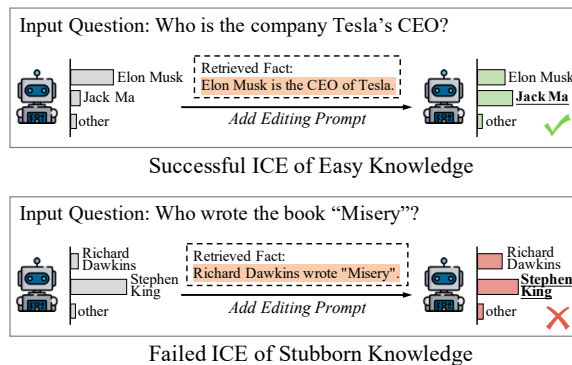 Input Question: Who is the company Tesla's CEO?
Elon Musk
Jack Ma
other
Retrieved Fact:
Elon Musk is the CEO of Tesla.
Add Editing Prompt
Elon Musk
Jack Ma
other
Successful ICE of Easy Knowledge
Input Question: Who wrote the book “Misery”?
Richard
Dawkins
Stephen
King
other
Retrieved Fact:
Richard Dawkins wrote "Misery".
Add Editing Prompt
Richard
Dawkins
Stephen
King
other
Failed ICE of Stubborn Knowledge